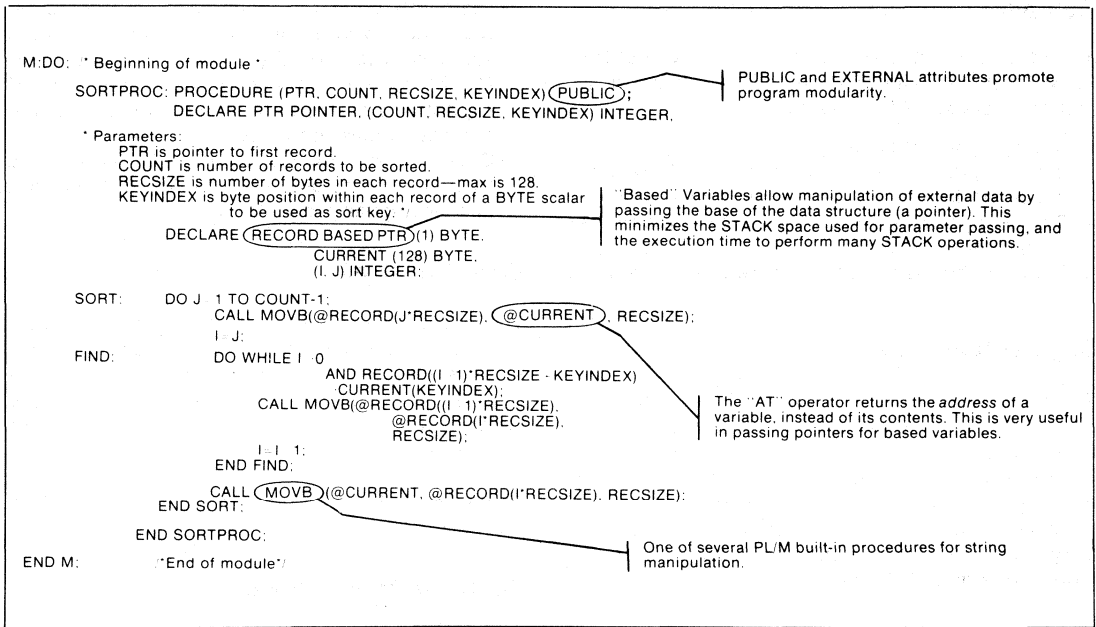 M:DO: /* Beginning of module *
SORTPROC: PROCEDURE (PTR, COUNT, RECSIZE, KEYINDEX) PUBLIC;
DECLARE PTR POINTER, (COUNT, RECSIZE, KEYINDEX) INTEGER,
PUBLIC and EXTERNAL attributes promote
program modularity.
* Parameters:
PTR is pointer to first record.
COUNT is number of records to be sorted.
RECSIZE is number of bytes in each record—max is 128.
KEYINDEX is byte position within each record of a BYTE scalar
to be used as sort key. */
"Based" Variables allow manipulation of external data by
passing the base of the data structure (a pointer). This
minimizes the STACK space used for parameter passing, and
the execution time to perform many STACK operations.
DECLARE RECORD BASED PTR (1) BYTE,
CURRENT (128) BYTE,
(I, J) INTEGER;
SORT: DO J 1 TO COUNT-1;
CALL MOVB(@RECORD(J*RECSIZE), @CURRENT, RECSIZE);
I=J;
FIND: DO WHILE I 0
AND RECORD((I 1)*RECSIZE - KEYINDEX)
CURRENT(KEYINDEX);
CALL MOVB(@RECORD((I 1)*RECSIZE),
@RECORD(I*RECSIZE),
RECSIZE);
I=I 1;
END FIND;
The "AT" operator returns the address of a
variable, instead of its contents. This is very useful
in passing pointers for based variables.
CALL MOVB (@CURRENT, @RECORD(I*RECSIZE), RECSIZE);
END SORT;
END SORTPROC;
One of several PL/M built-in procedures for string
manipulation.
END M; /*End of module*/